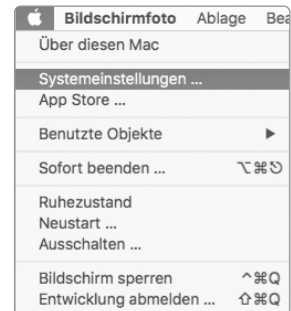 Bildschirmfoto Ablage Bea
Über diesen Mac
Systemeinstellungen ...
App Store ...
Benutzte Objekte ▶
Sofort beenden ... ⌥⌘⎋
Ruhezustand
Neustart ...
Ausschalten ...
Bildschirm sperren ^⌘Q
Entwicklung abmelden ... ⇧⌘Q